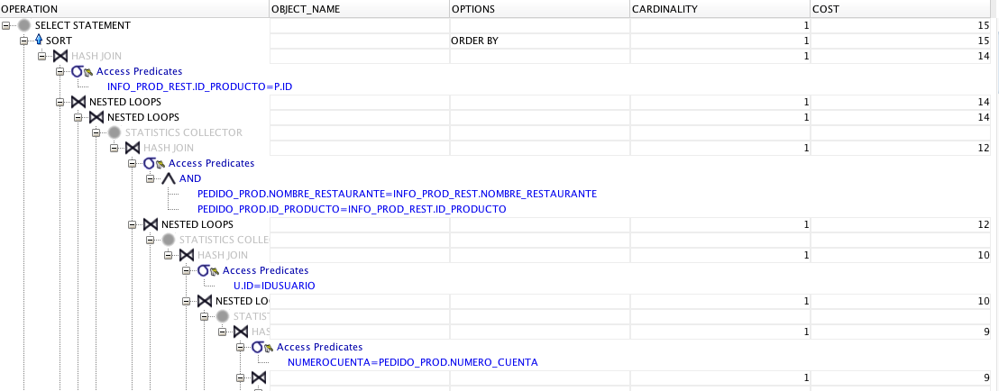 OPERATION OBJECT_NAME OPTIONS CARDINALITY COST
SELECT STATEMENT 1 15
SORT ORDER BY 1 15
HASH JOIN 1 14
Access Predicates
INFO_PROD_REST.ID_PRODUCTO=P.ID
NESTED LOOPS 1 14
NESTED LOOPS 1 14
STATISTICS COLLECTOR
HASH JOIN 1 12
Access Predicates
AND
PEDIDO_PROD.NOMBRE_RESTAURANTE=INFO_PROD_REST.NOMBRE_RESTAURANTE
PEDIDO_PROD.ID_PRODUCTO=INFO_PROD_REST.ID_PRODUCTO
NESTED LOOPS 1 12
STATISTICS COLLE
HASH JOIN 1 10
Access Predicates
U.ID=IDUSUARIO
NESTED LOO 1 10
STATIST
HAS 1 9
Access Predicates
NUMEROCUENTA=PEDIDO_PROD.NUMERO_CUENTA
1 9